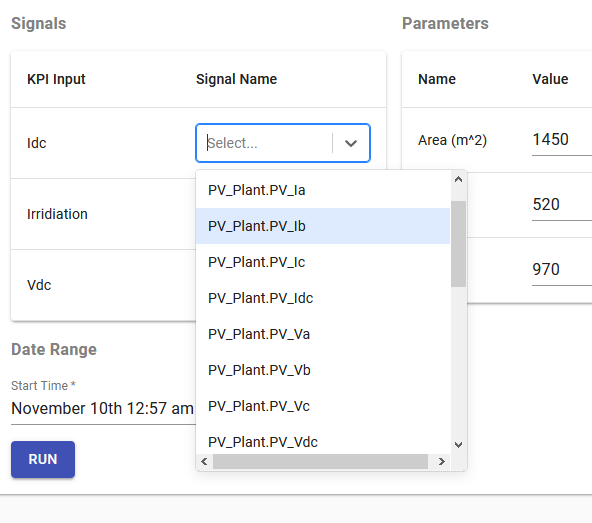 Signals
Parameters
KPI Input
Signal Name
Name
Value
Idc
Select...
Area (m^2)
1450
PV_Plant.PV_Ia
Irridiation
PV_Plant.PV_Ib
520
PV_Plant.PV_Ic
970
Vdc
PV_Plant.PV_Idc
PV_Plant.PV_Va
Date Range
PV_Plant.PV_Vb
Start Time *
November 10th 12:57 am
PV_Plant.PV_Vc
PV_Plant.PV_Vdc
RUN